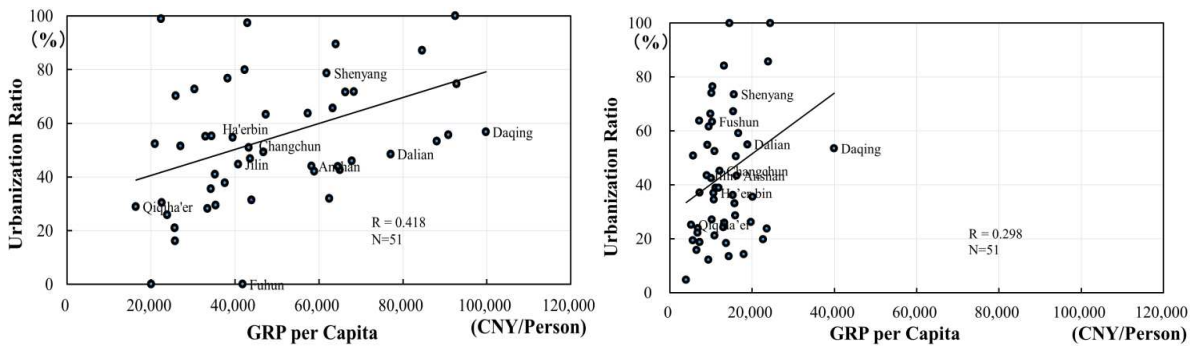 100
(%)
80
60
40
20
0
Urbanization Ratio
Shenyang
Ha'erbin
Changchun
Jilin
Anshan
Dalian
Daqing
Qiqiha'er
Fuhun
R = 0.418
N=51
0
20,000
40,000
60,000
80,000
100,000
120,000
GRP per Capita
(CNY/Person)
100
(%)
80
60
40
20
0
Urbanization Ratio
Shenyang
Fushun
Dalian
Daqing
Changchun
Jilin
Anshan
Ha'erbin
Qiqiha'er
R = 0.298
N=51
0
20,000
40,000
60,000
80,000
100,000
120,000
GRP per Capita
(CNY/Person)